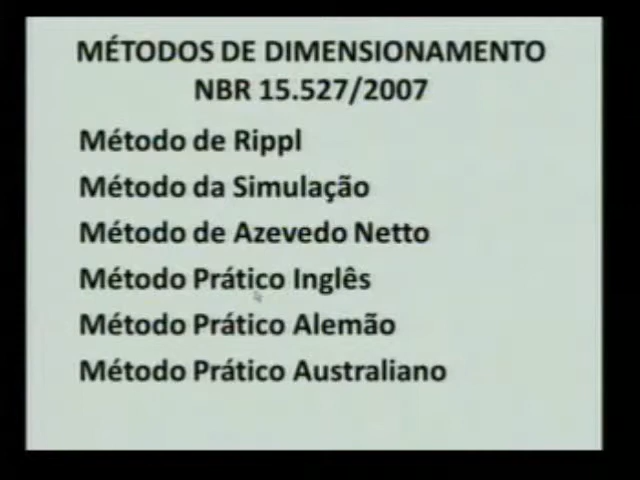 MÉTODOS DE DIMENSIONAMENTO
NBR 15.527/2007
Método de Rippl
Método da Simulação
Método de Azevedo Netto
Método Prático Inglês
Método Prático Alemão
Método Prático Australiano